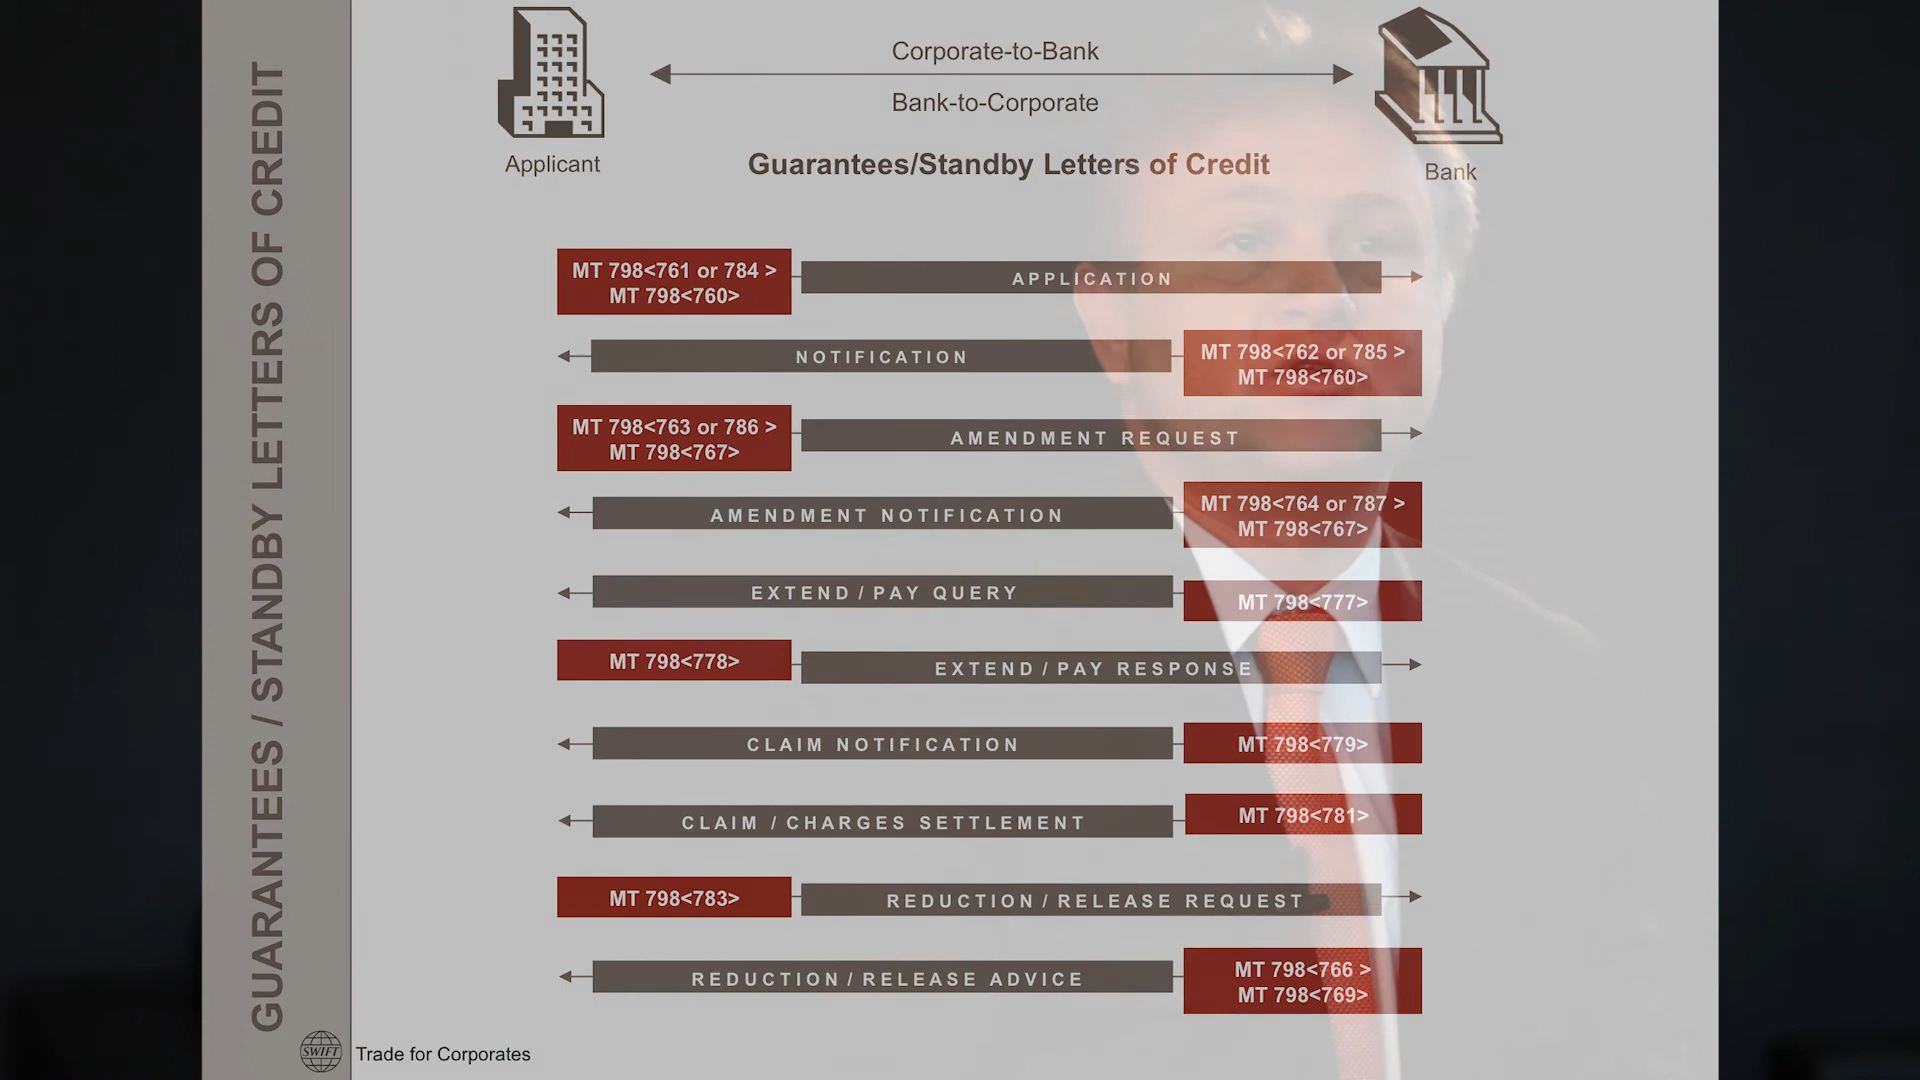 GUARANTEES / STANDBY LETTERS OF CREDIT
Corporate-to-Bank
Bank-to-Corporate
Applicant
Guarantees/Standby Letters of Credit
Bank
MT 798<761 or 784 >
MT 798<760>
APPLICATION
NOTIFICATION
MT 798<762 or 785 >
MT 798<760>
MT 798<763 or 786 >
MT 798<767>
AMENDMENT REQUEST
AMENDMENT NOTIFICATION
MT 798<764 or 787 >
MT 798<767>
EXTEND / PAY QUERY
MT 798<777>
MT 798<778>
EXTEND / PAY RESPONSE
CLAIM NOTIFICATION
MT 798<779>
CLAIM / CHARGES SETTLEMENT
MT 798<781>
MT 798<783>
REDUCTION / RELEASE REQUEST
REDUCTION / RELEASE ADVICE
MT 798<766 >
MT 798<769>
SWIFT
Trade for Corporates